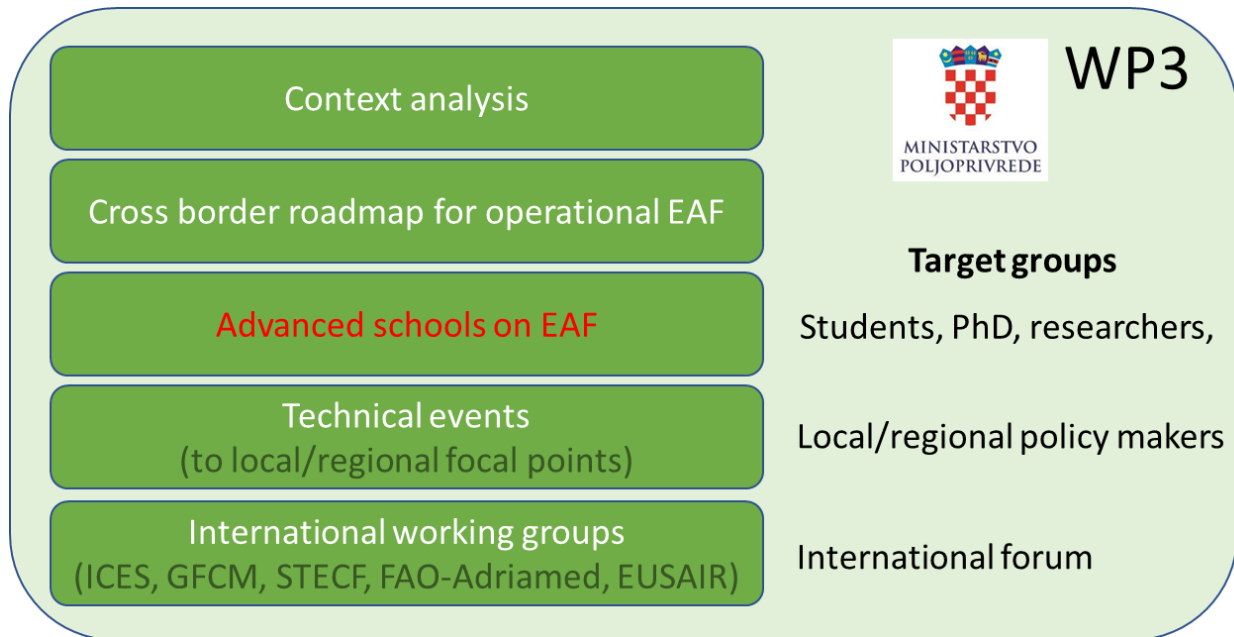 Context analysis
WP3
MINISTARSTVO
POLJOPRIVREDE
Cross border roadmap for operational EAF
Target groups
Advanced schools on EAF
Students, PhD, researchers,
Technical events
(to local/regional focal points)
Local/regional policy makers
International working groups
(ICES, GFCM, STECF, FAO-Adriamed, EUSAIR)
International forum